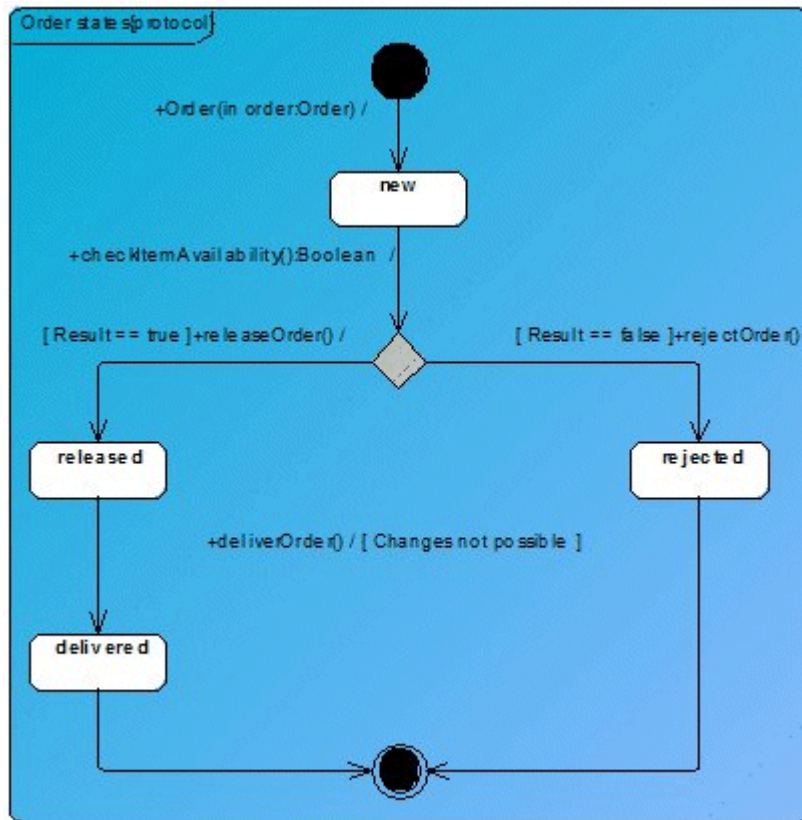 Order states{protocol}
+Order(in order:Order) /
new
+checkItemAvailability():Boolean /
[ Result == true ]+releaseOrder() /
[ Result == false ]+rejectOrder()
released
rejected
+deliverOrder() / [ Changes not possible ]
delivered